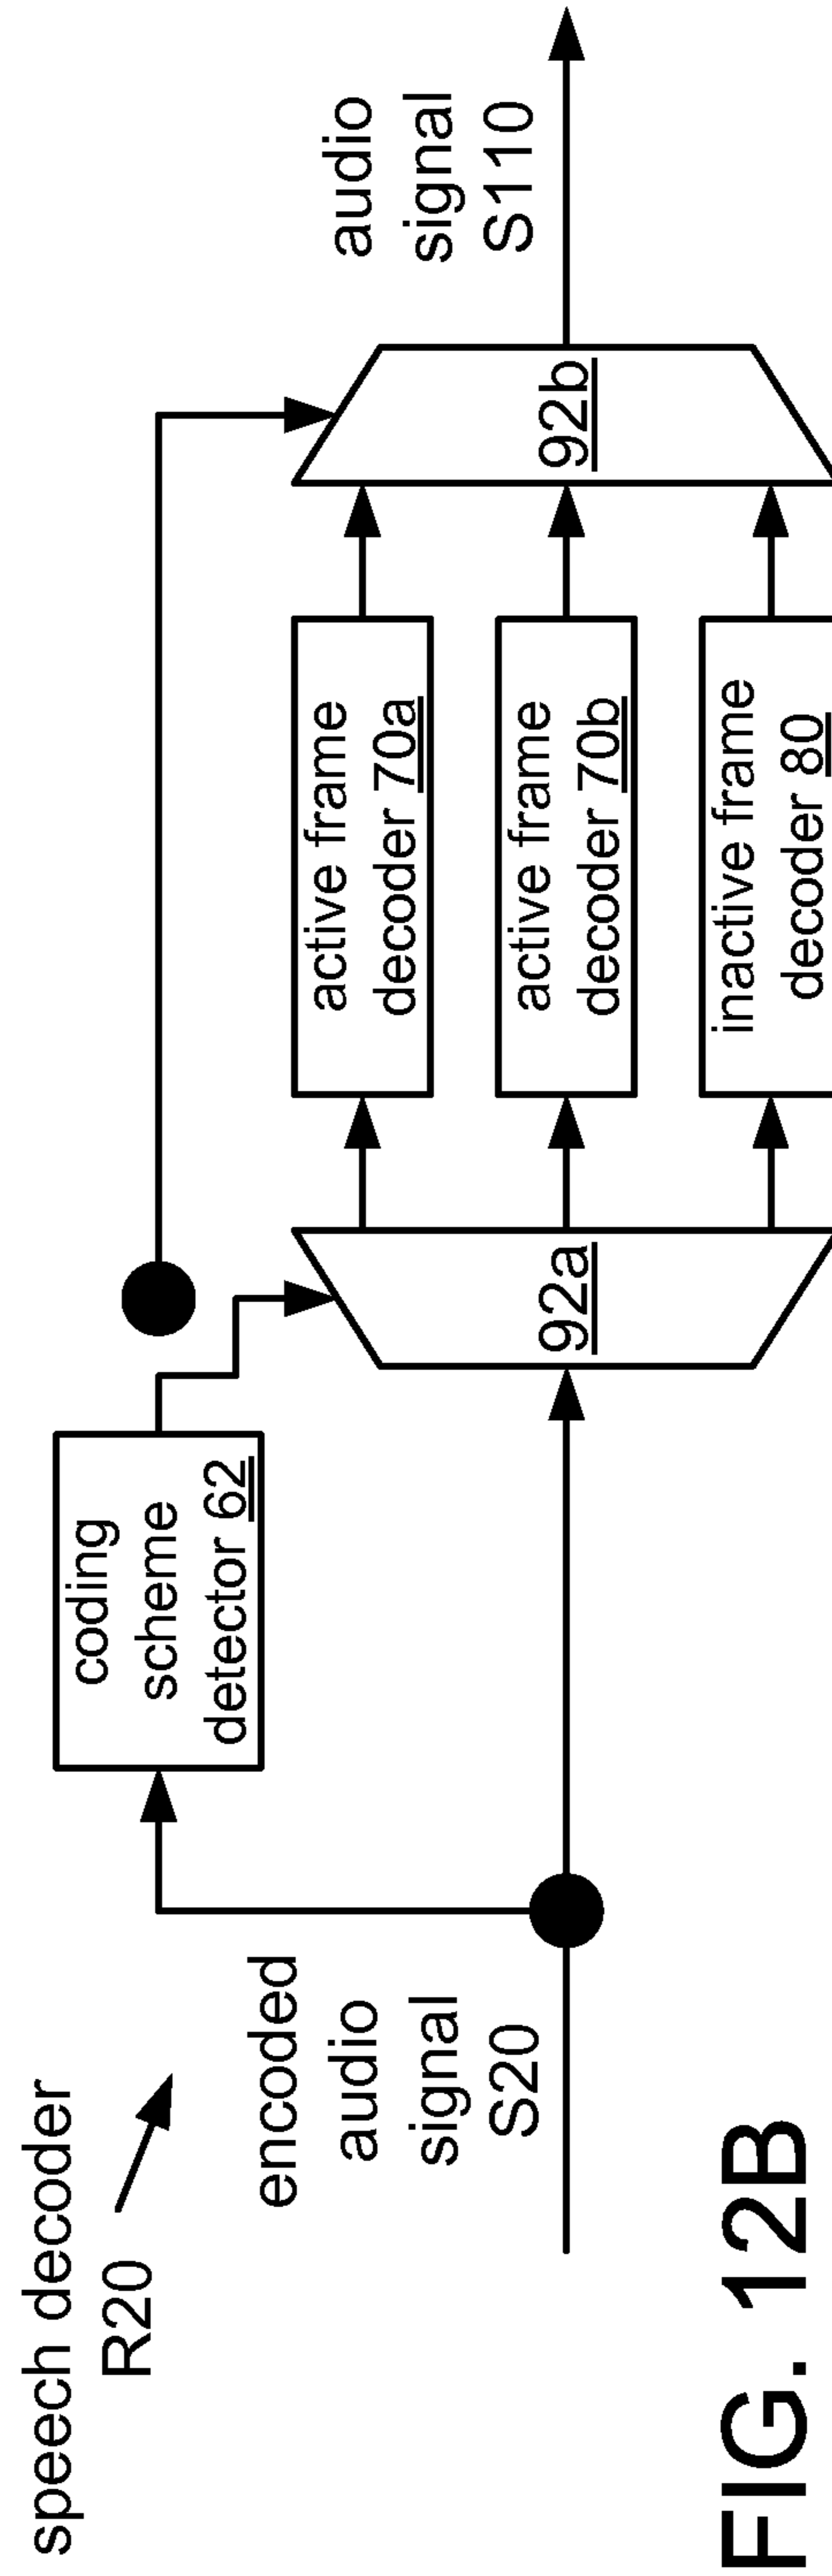 speech decoder
R20
encoded
audio
signal
S20
coding
scheme
detector 62
92a
active frame
decoder 70a
active frame
decoder 70b
inactive frame
decoder 80
92b
audio
signal
S110
FIG. 12B